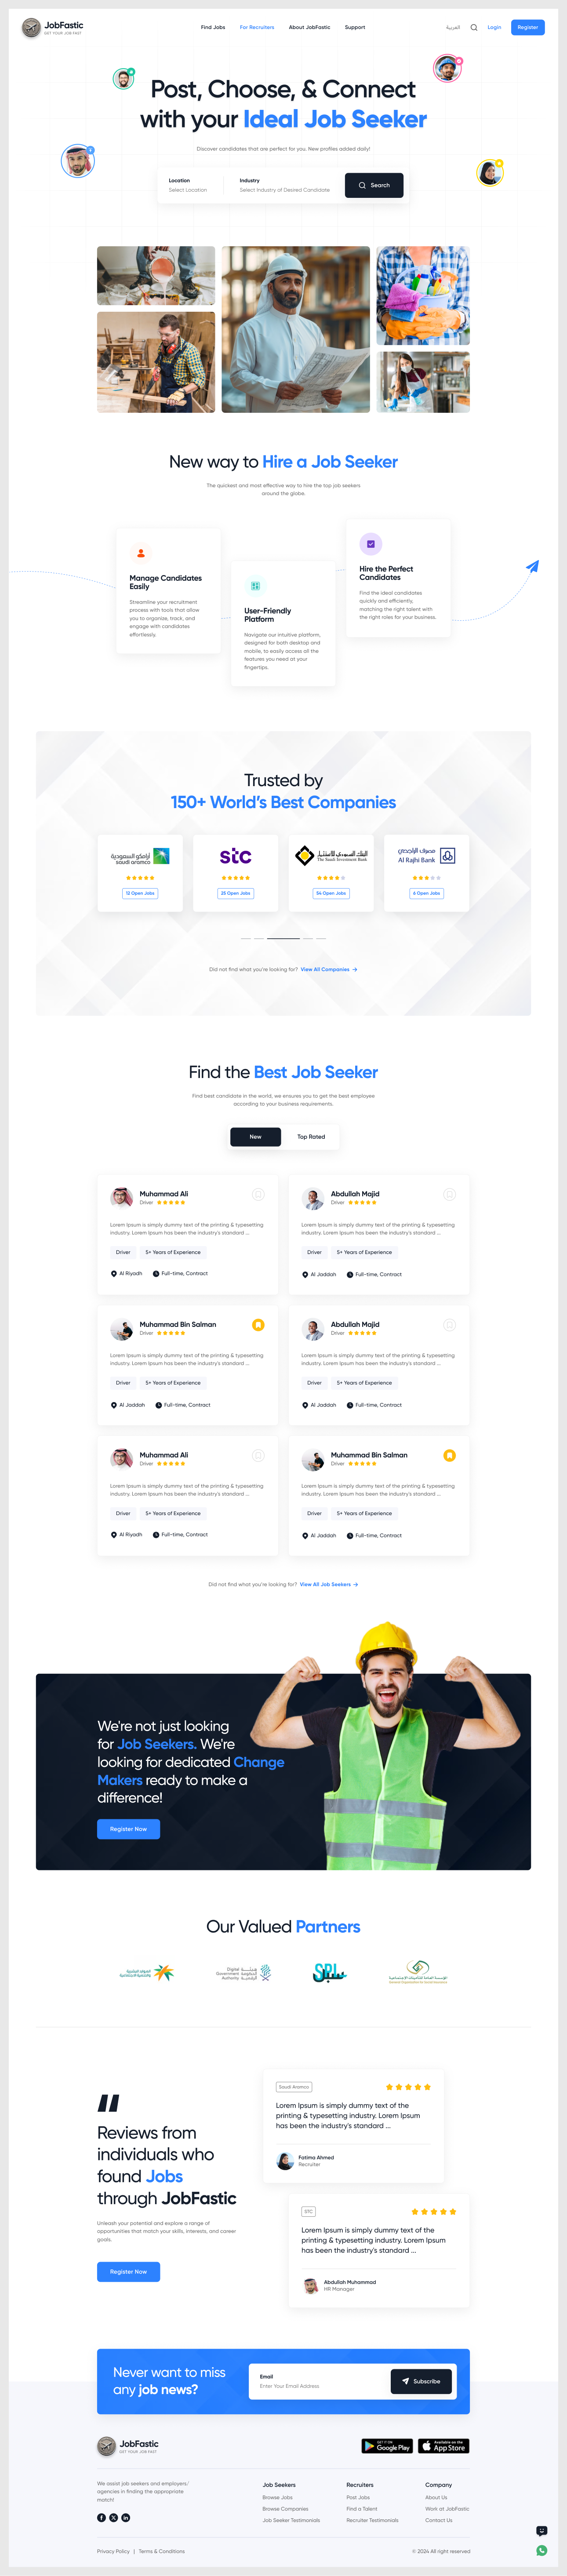 JobFastic
GET YOUR JOB FAST
Find Jobs
For Recruiters
About JobFastic
Support
العربية
Login
Register
Post, Choose, & Connect
with your Ideal Job Seeker
Discover candidates that are perfect for you. New profiles added daily!
Location
Select Location
Industry
Select Industry of Desired Candidate
Search
New way to Hire a Job Seeker
The quickest and most effective way to hire the top job seekers
around the globe.
Manage Candidates
Easily
Streamline your recruitment
process with tools that allow
you to organize, track, and
engage with candidates
effortlessly.
User-Friendly
Platform
Navigate our intuitive platform,
designed for both desktop and
mobile, to easily access all the
features you need at your
fingertips.
Hire the Perfect
Candidates
Find the ideal candidates
quickly and efficiently,
matching the right talent with
the right roles for your business.
Trusted by
150+ World's Best Companies
أرامكو السعودية
saudi aramco
12 Open Jobs
stc
25 Open Jobs
البنك السعودي للاستثمار
The Saudi Investment Bank
54 Open Jobs
مصرف الراجحي
Al Rajhi Bank
6 Open Jobs
Did not find what you're looking for? View All Companies
Find the Best Job Seeker
Find best candidate in the world, we ensures you to get the best employee
according to your business requirements.
New
Top Rated
Muhammad Ali
Driver
Lorem Ipsum is simply dummy text of the printing & typesetting
industry. Lorem Ipsum has been the industry's standard ...
Driver
5+ Years of Experience
Al Riyadh
Full-time, Contract
Abdullah Majid
Driver
Lorem Ipsum is simply dummy text of the printing & typesetting
industry. Lorem Ipsum has been the industry's standard ...
Driver
5+ Years of Experience
Al Jaddah
Full-time, Contract
Muhammad Bin Salman
Driver
Lorem Ipsum is simply dummy text of the printing & typesetting
industry. Lorem Ipsum has been the industry's standard ...
Driver
5+ Years of Experience
Al Jaddah
Full-time, Contract
Abdullah Majid
Driver
Lorem Ipsum is simply dummy text of the printing & typesetting
industry. Lorem Ipsum has been the industry's standard ...
Driver
5+ Years of Experience
Al Jaddah
Full-time, Contract
Muhammad Ali
Driver
Lorem Ipsum is simply dummy text of the printing & typesetting
industry. Lorem Ipsum has been the industry's standard ...
Driver
5+ Years of Experience
Al Riyadh
Full-time, Contract
Muhammad Bin Salman
Driver
Lorem Ipsum is simply dummy text of the printing & typesetting
industry. Lorem Ipsum has been the industry's standard ...
Driver
5+ Years of Experience
Al Jaddah
Full-time, Contract
Did not find what you're looking for? View All Job Seekers
We're not just looking
for Job Seekers. We're
looking for dedicated Change
Makers ready to make a
difference!
Register Now
Our Valued Partners
Digital
Government
Authority
SPL
سبل
Reviews from
individuals who
found Jobs
through JobFastic
Unleash your potential and explore a range of
opportunities that match your skills, interests, and career
goals.
Register Now
Saudi Aramco
Lorem Ipsum is simply dummy text of the
printing & typesetting industry. Lorem Ipsum
has been the industry's standard ...
Fatima Ahmed
Recruiter
STC
Lorem Ipsum is simply dummy text of the
printing & typesetting industry. Lorem Ipsum
has been the industry's standard ...
Abdullah Muhammad
HR Manager
Never want to miss
any job news?
Email
Enter Your Email Address
Subscribe
JobFastic
GET YOUR JOB FAST
GET IT ON
Google Play
Available on the
App Store
We assist job seekers and employers/
agencies in finding the appropriate
match!
Job Seekers
Browse Jobs
Browse Companies
Job Seeker Testimonials
Recruiters
Post Jobs
Find a Talent
Recruiter Testimonials
Company
About Us
Work at JobFastic
Contact Us
Privacy Policy | Terms & Conditions
© 2024 All right reserved